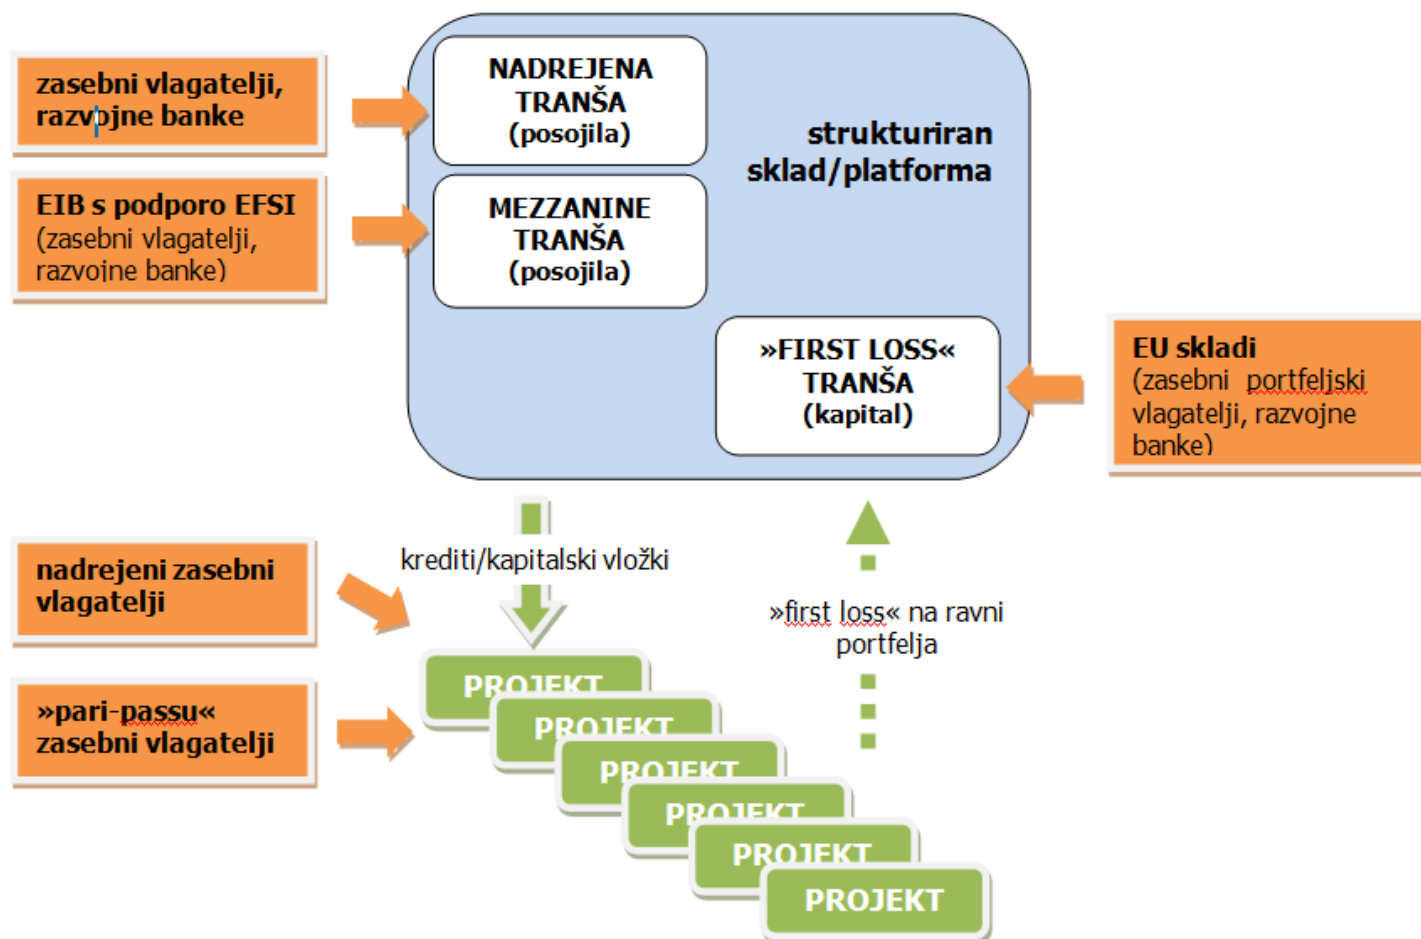 zasebni vlagatelji,
razvojne banke
NADREJENA
TRANŠA
(posojila)
strukturiran
sklad/platforma
EIB s podporo EFSI
(zasebni vlagatelji,
razvojne banke)
MEZZANINE
TRANŠA
(posojila)
»FIRST LOSS«
TRANŠA
(kapital)
EU skladi
(zasebni portfeljski
vlagatelji, razvojne
banke)
krediti/kapitalski vložki
nadrejeni zasebni
vlagatelji
»first loss« na ravni
portfelja
»pari-passu«
zasebni vlagatelji
PROJEKT
PROJEKT
PROJEKT
PROJEKT
PROJEKT
PROJEKT